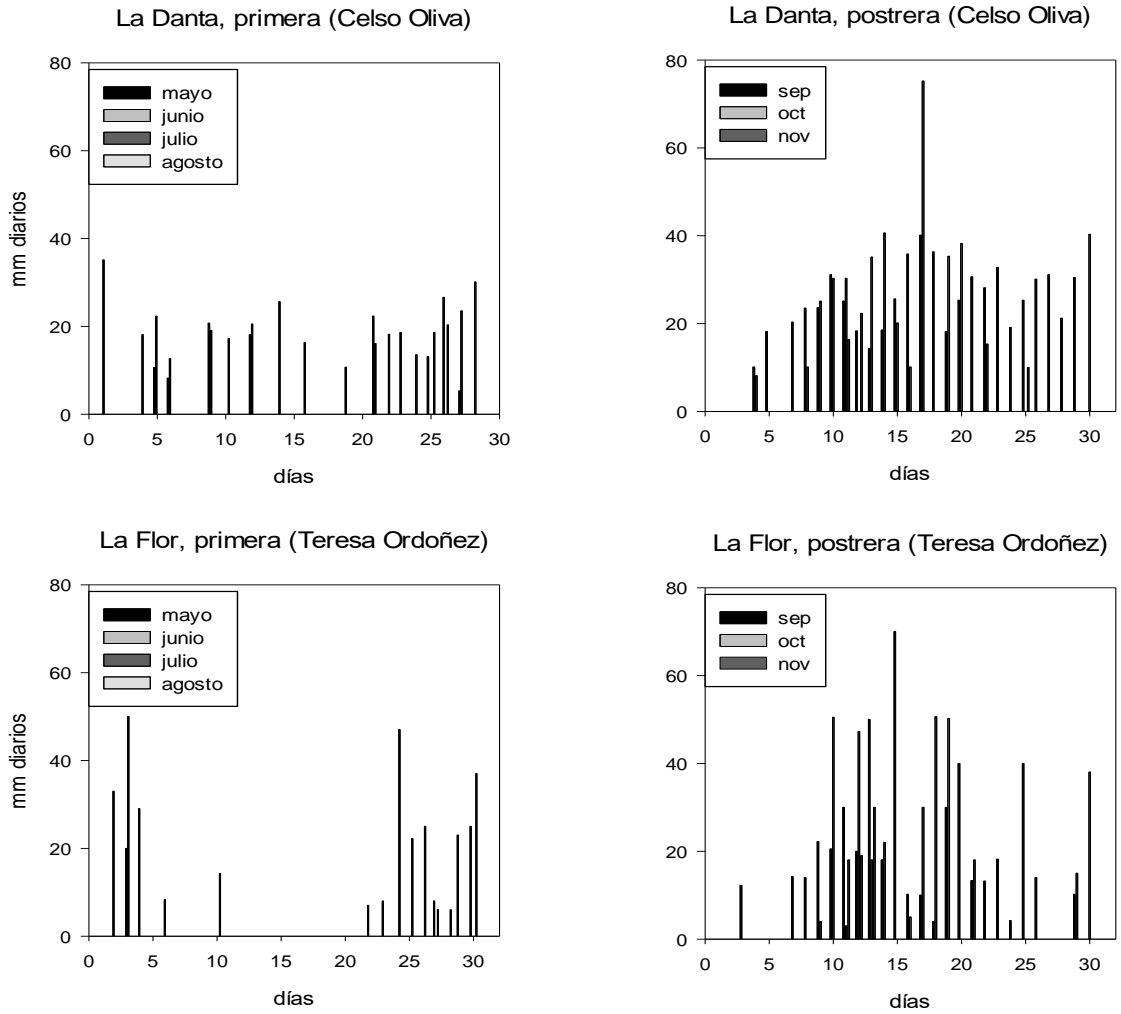 La Danta, primera (Celso Oliva)
80
60
40
20
0
mm diarios
mayo
junio
julio
agosto
0 5 10 15 20 25 30
días
La Danta, postrera (Celso Oliva)
80
60
40
20
0
sep
oct
nov
0 5 10 15 20 25 30
días
La Flor, primera (Teresa Ordoñez)
80
60
40
20
0
mm diarios
mayo
junio
julio
agosto
0 5 10 15 20 25 30
días
La Flor, postrera (Teresa Ordoñez)
80
60
40
20
0
sep
oct
nov
0 5 10 15 20 25 30
días